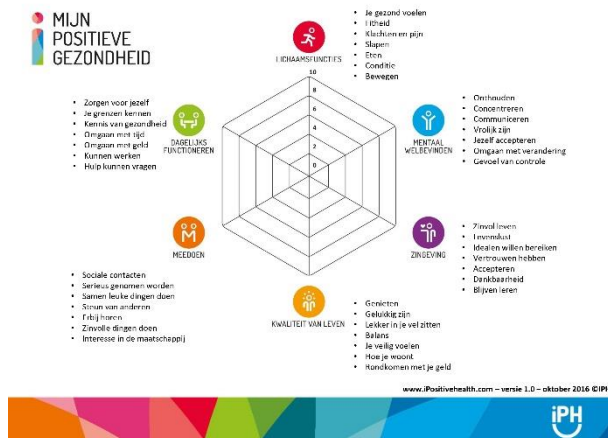 MIJN
POSITIEVE
GEZONDHEID
LICHAAMSFUNCTIES
• Je gezond voelen
• Fitheid
• Klachten en pijn
• Slapen
• Eten
• Conditie
• Bewegen
10
8
6
4
2
0
• Zorgen voor jezelf
• Je grenzen kennen
• Kennis van gezondheid
• Omgaan met tijd
• Omgaan met geld
• Kunnen werken
• Hulp kunnen vragen
DAGELIJKS
FUNCTIONEREN
MENTAAL
WELBEVINDEN
• Onthouden
• Concentreren
• Communiceren
• Vrolijk zijn
• Jezelf accepteren
• Omgaan met verandering
• Gevoel van controle
MEEDOEN
• Sociale contacten
• Serieus genomen worden
• Samen leuke dingen doen
• Steun van anderen
• Erbij horen
• Zinvolle dingen doen
• Interesse in de maatschappij
ZINGEVING
• Zinvol leven
• Levenslust
• Idealen willen bereiken
• Vertrouwen hebben
• Accepteren
• Dankbaarheid
• Blijven leren
KWALITEIT VAN LEVEN
• Genieten
• Gelukkig zijn
• Lekker in je vel zitten
• Balans
• Je veilig voelen
• Hoe je woont
• Rondkomen met je geld
www.iPositivehealth.com – versie 1.0 – oktober 2016 ©iPH
iPH